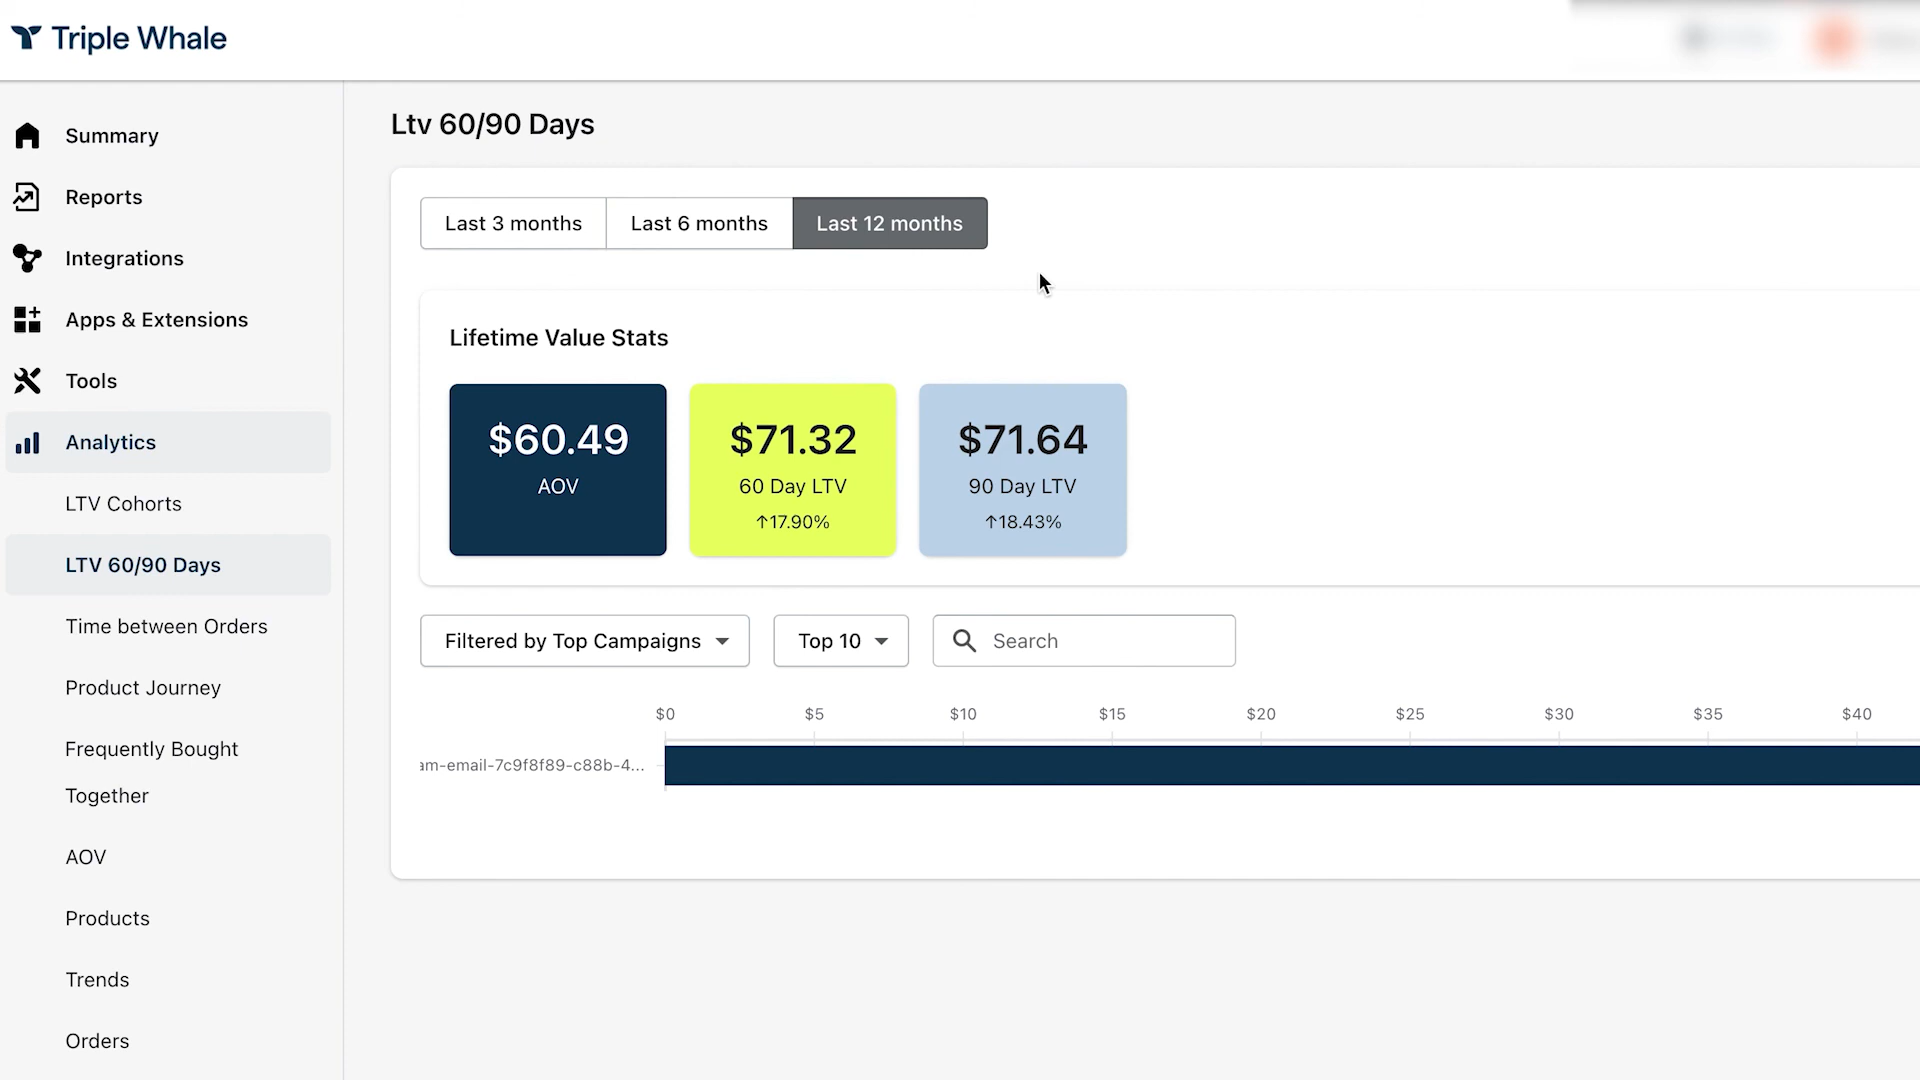 Triple Whale
Summary
Reports
Integrations
Apps & Extensions
Tools
Analytics
LTV Cohorts
LTV 60/90 Days
Time between Orders
Product Journey
Frequently Bought
Together
AOV
Products
Trends
Orders
Ltv 60/90 Days
Last 3 months
Last 6 months
Last 12 months
Lifetime Value Stats
$60.49
AOV
$71.32
60 Day LTV
↑17.90%
$71.64
90 Day LTV
↑18.43%
Filtered by Top Campaigns
Top 10
Search
$0 $5 $10 $15 $20 $25 $30 $35 $40
am-email-7c9f8f89-c88b-4...